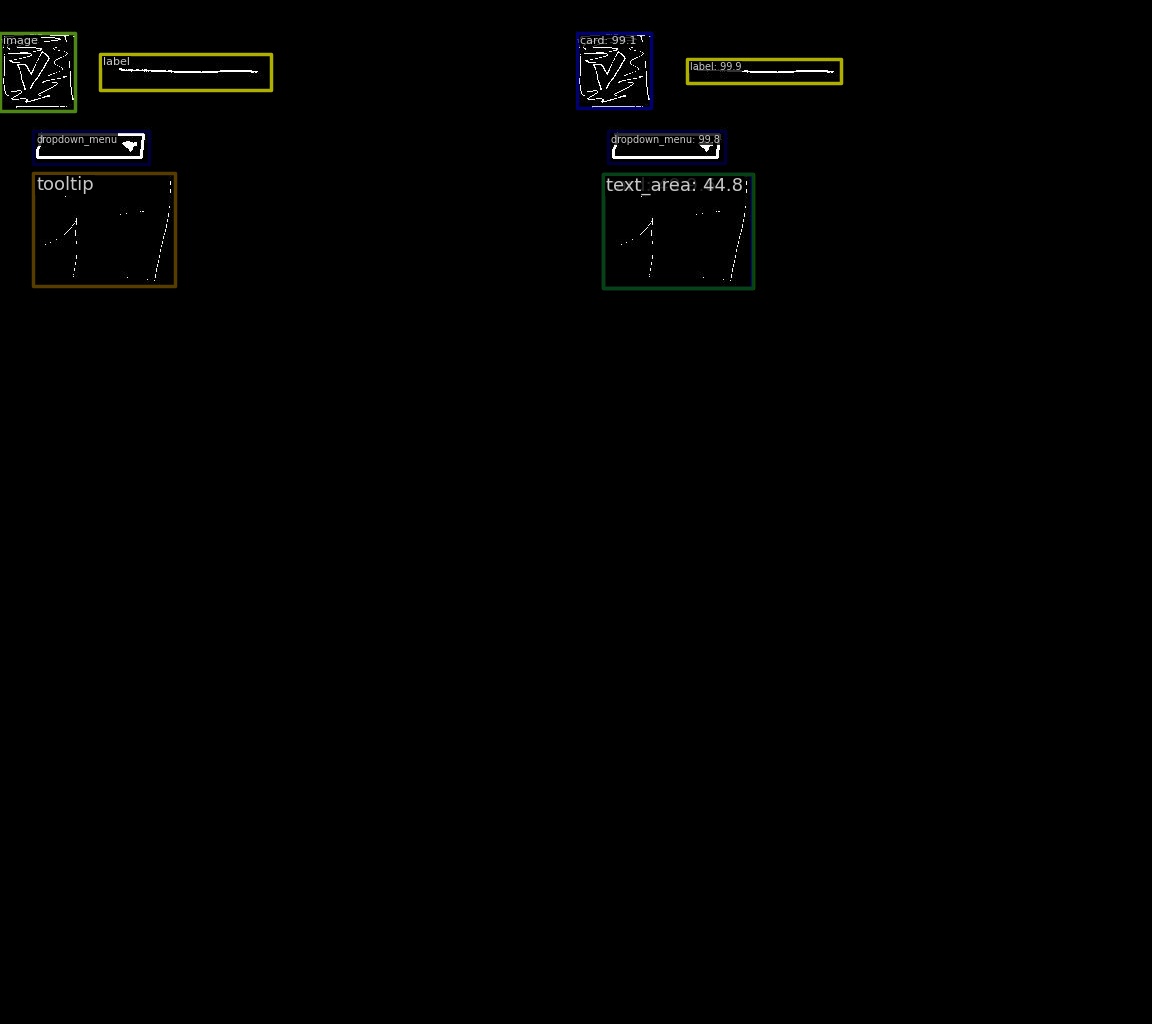 image
card: 99.1
label
label: 99.9
dropdown_menu
dropdown_menu: 99.8
tooltip
text_area: 44.8